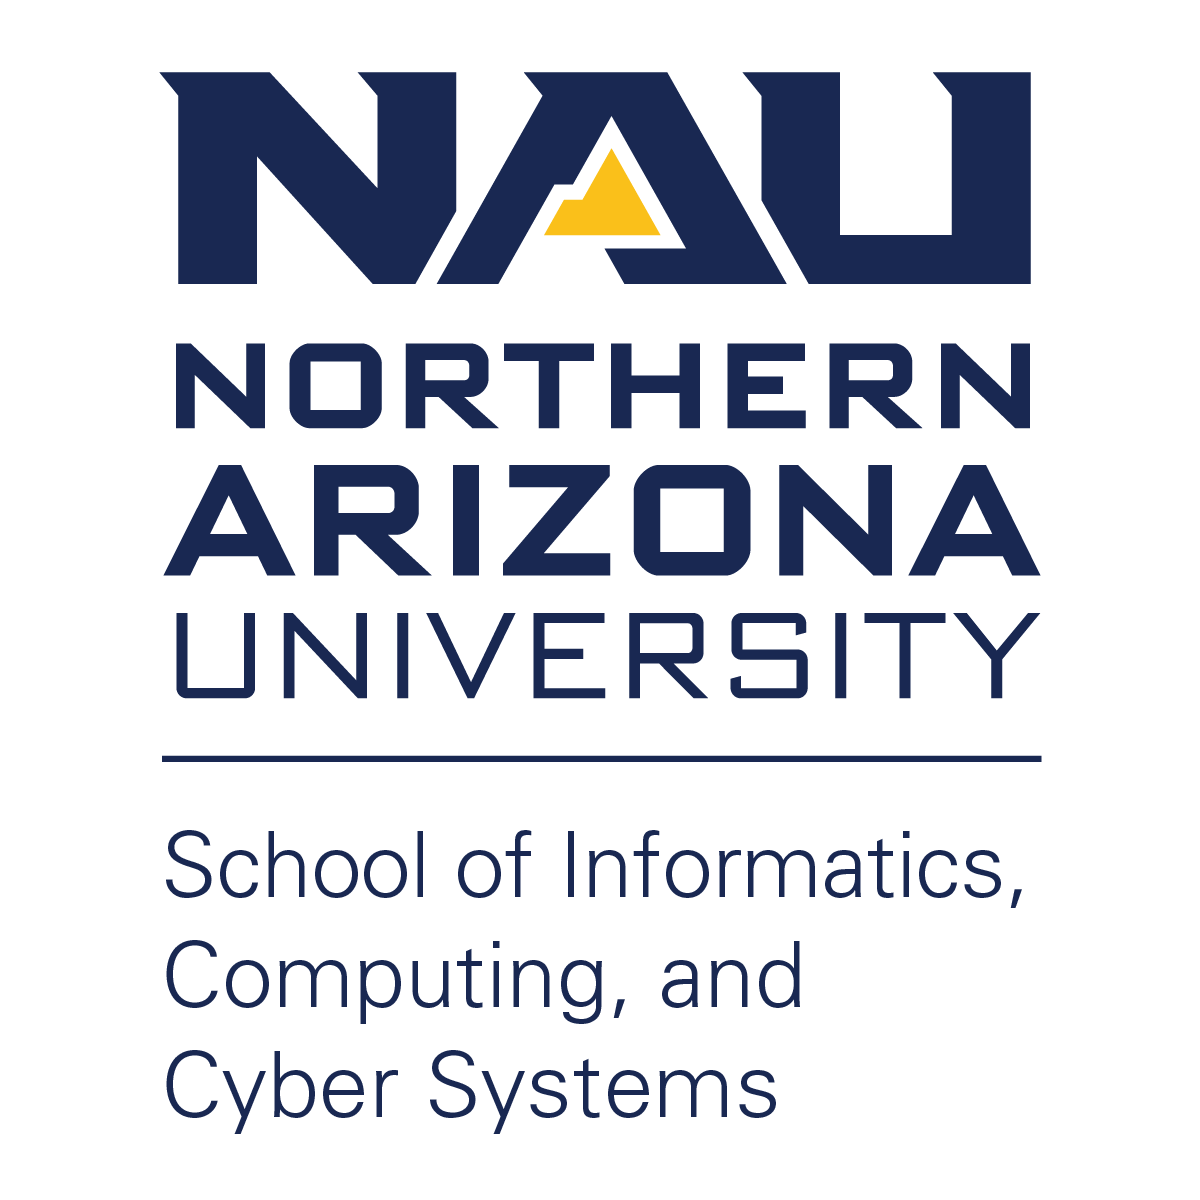 NAU
NORTHERN
ARIZONA
UNIVERSITY
School of Informatics,
Computing, and
Cyber Systems